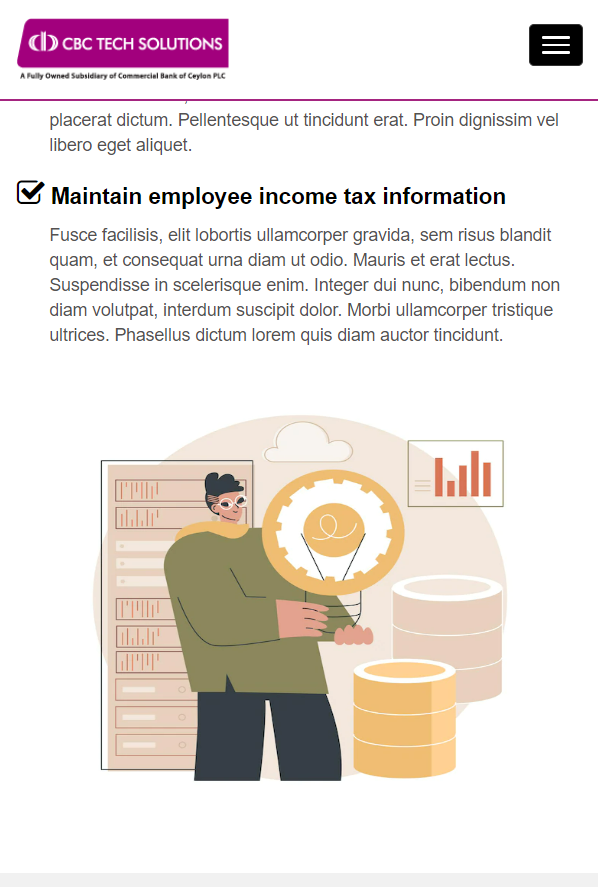 CBC TECH SOLUTIONS
A Fully Owned Subsidiary of Commercial Bank of Ceylon PLC
placerat dictum. Pellentesque ut tincidunt erat. Proin dignissim vel
libero eget aliquet.
Maintain employee income tax information
Fusce facilisis, elit lobortis ullamcorper gravida, sem risus blandit
quam, et consequat urna diam ut odio. Mauris et erat lectus.
Suspendisse in scelerisque enim. Integer dui nunc, bibendum non
diam volutpat, interdum suscipit dolor. Morbi ullamcorper tristique
ultrices. Phasellus dictum lorem quis diam auctor tincidunt.